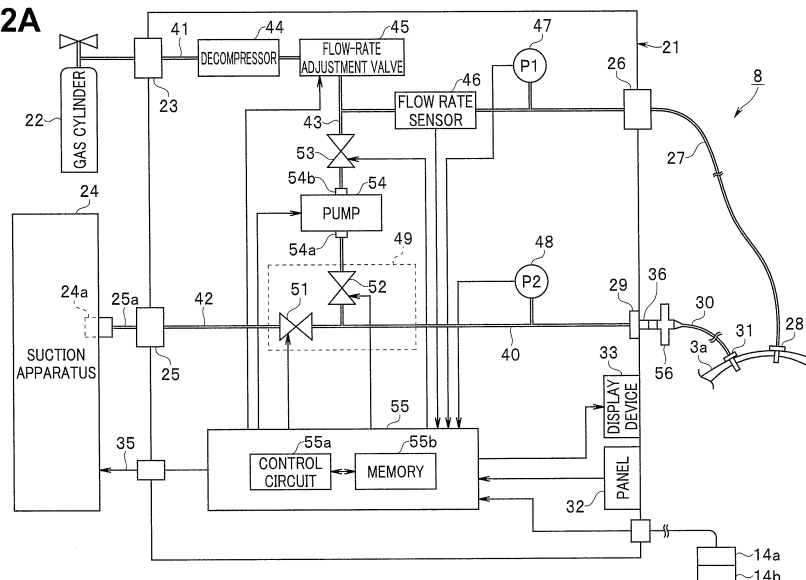 2A
44
45
47
41
DECOMPRESSOR
FLOW-RATE
ADJUSTMENT VALVE
P1
21
26
46
8
22
GAS CYLINDER
23
43
FLOW RATE
SENSOR
53
27
54b
54
24
PUMP
54a
49
48
P2
24a
25a
42
51
52
29
36
30
31
28
3a
SUCTION
APPARATUS
25
40
56
33
DISPLAY
DEVICE
55
35
55a
55b
CONTROL
CIRCUIT
MEMORY
PANEL
32
14a
14b